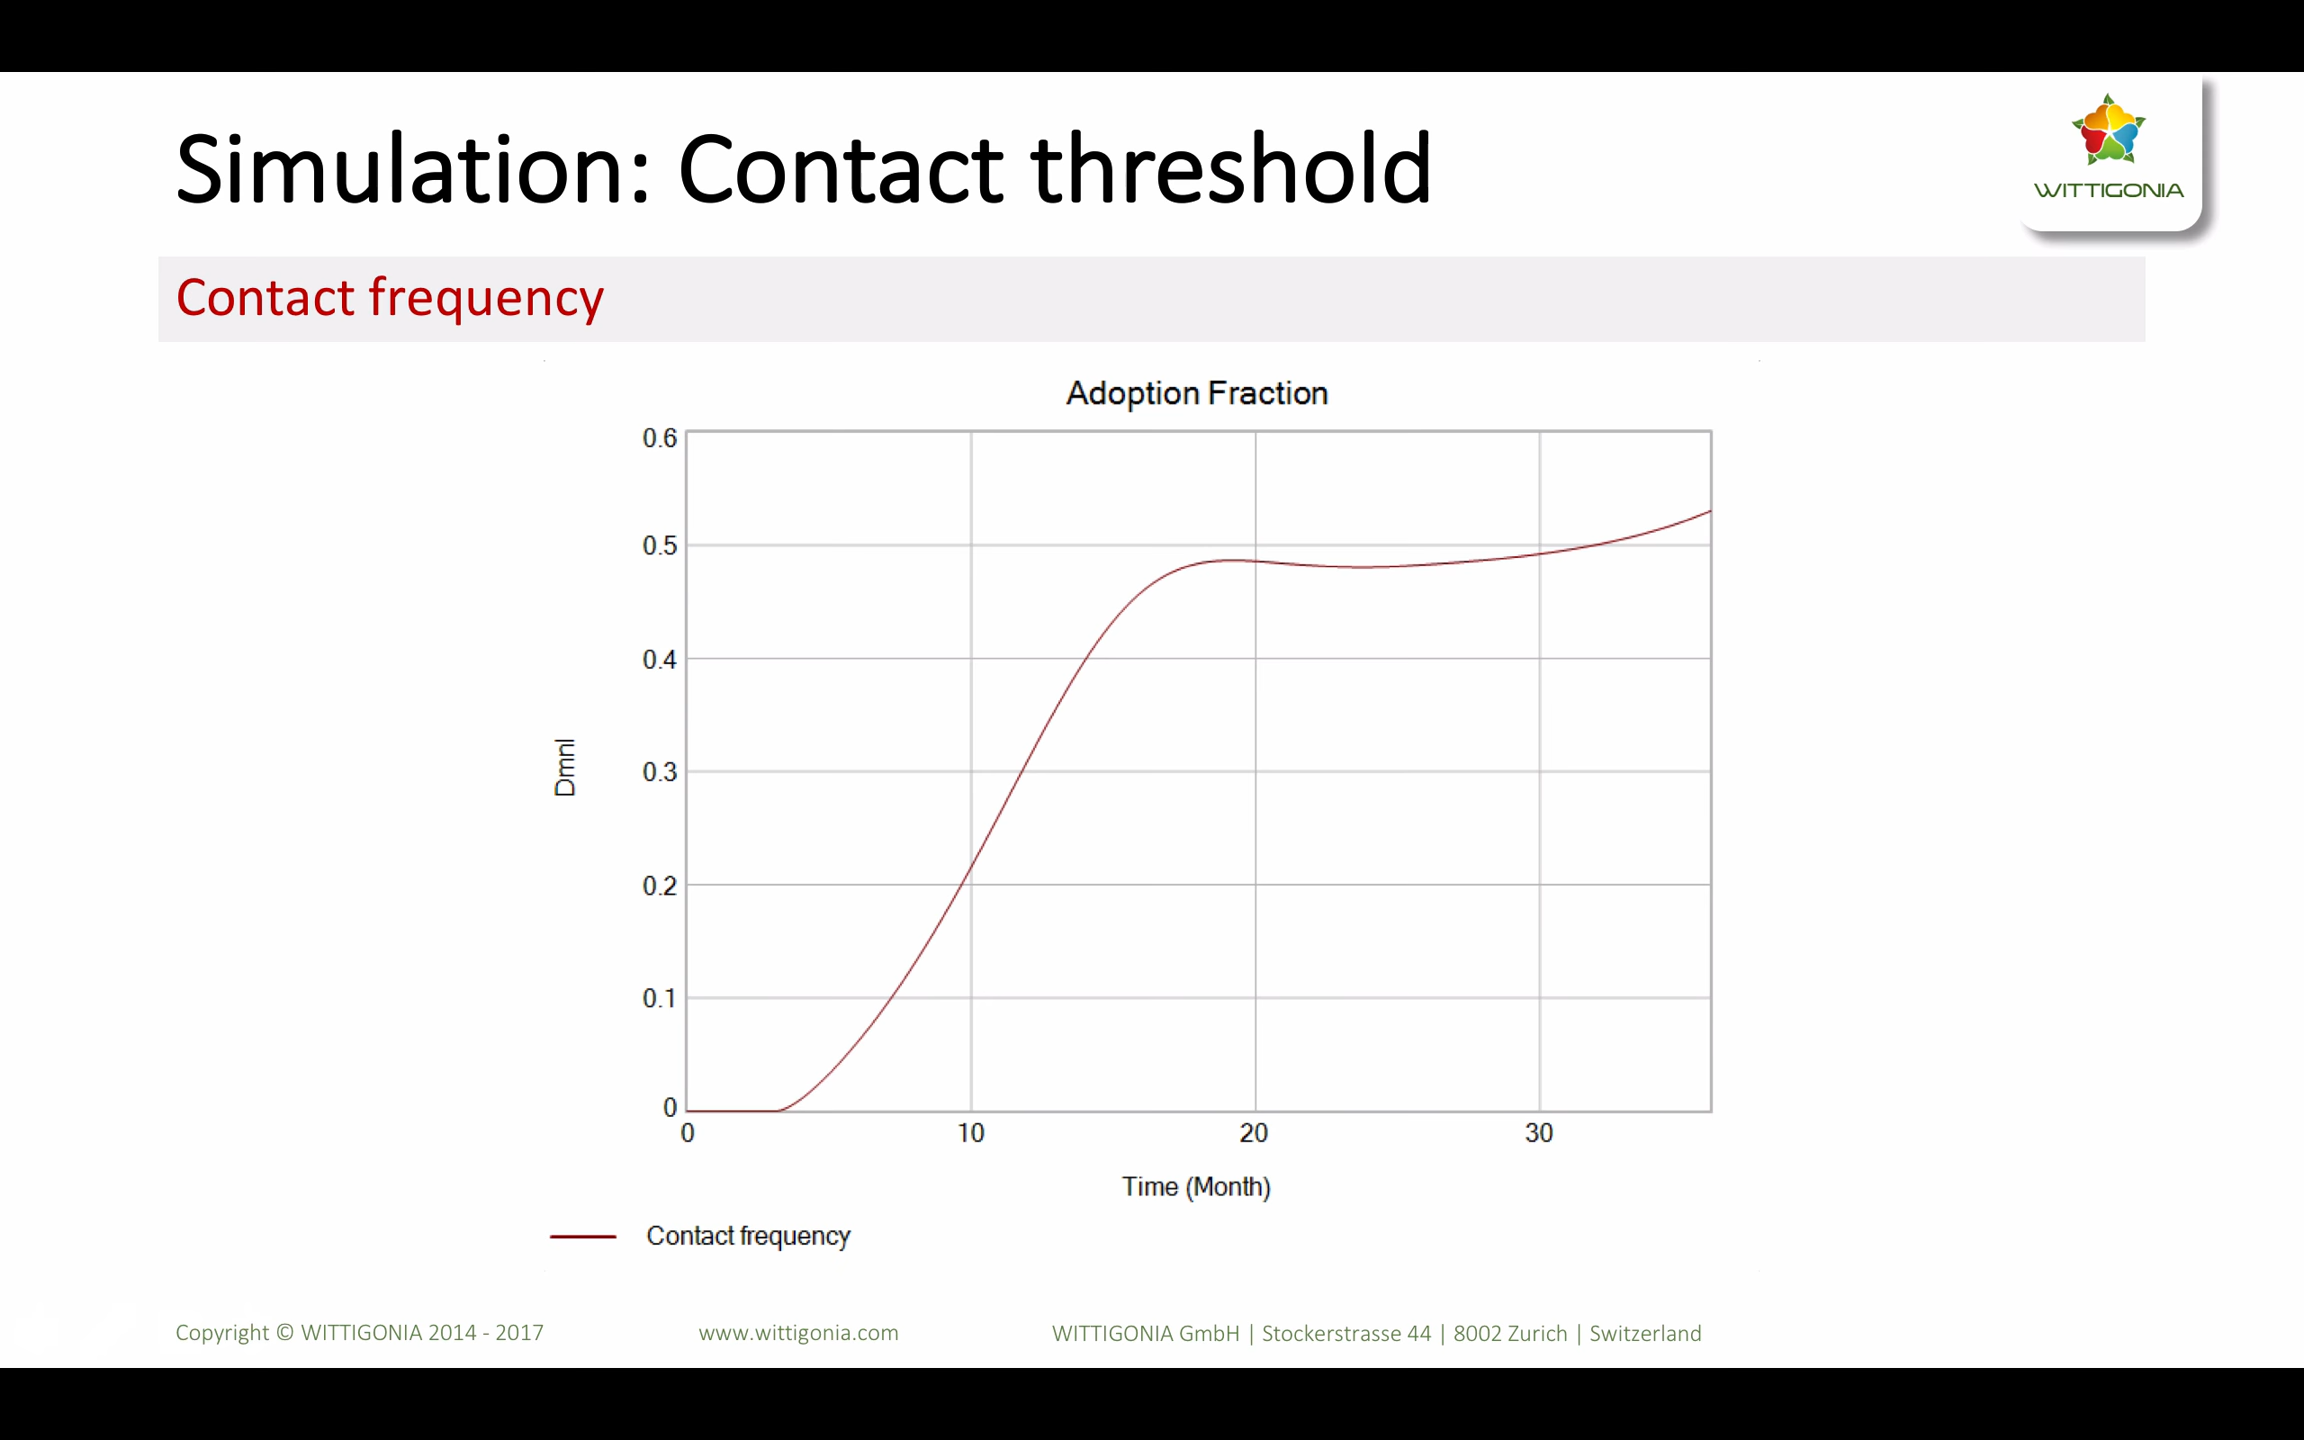 Simulation: Contact threshold
WITTIGONIA
Contact frequency
Adoption Fraction
0.6
0.5
0.4
0.3
0.2
0.1
0
Dmnl
0 10 20 30
Time (Month)
Contact frequency
Copyright © WITTIGONIA 2014 - 2017 www.wittigonia.com WITTIGONIA GmbH | Stockerstrasse 44 | 8002 Zurich | Switzerland